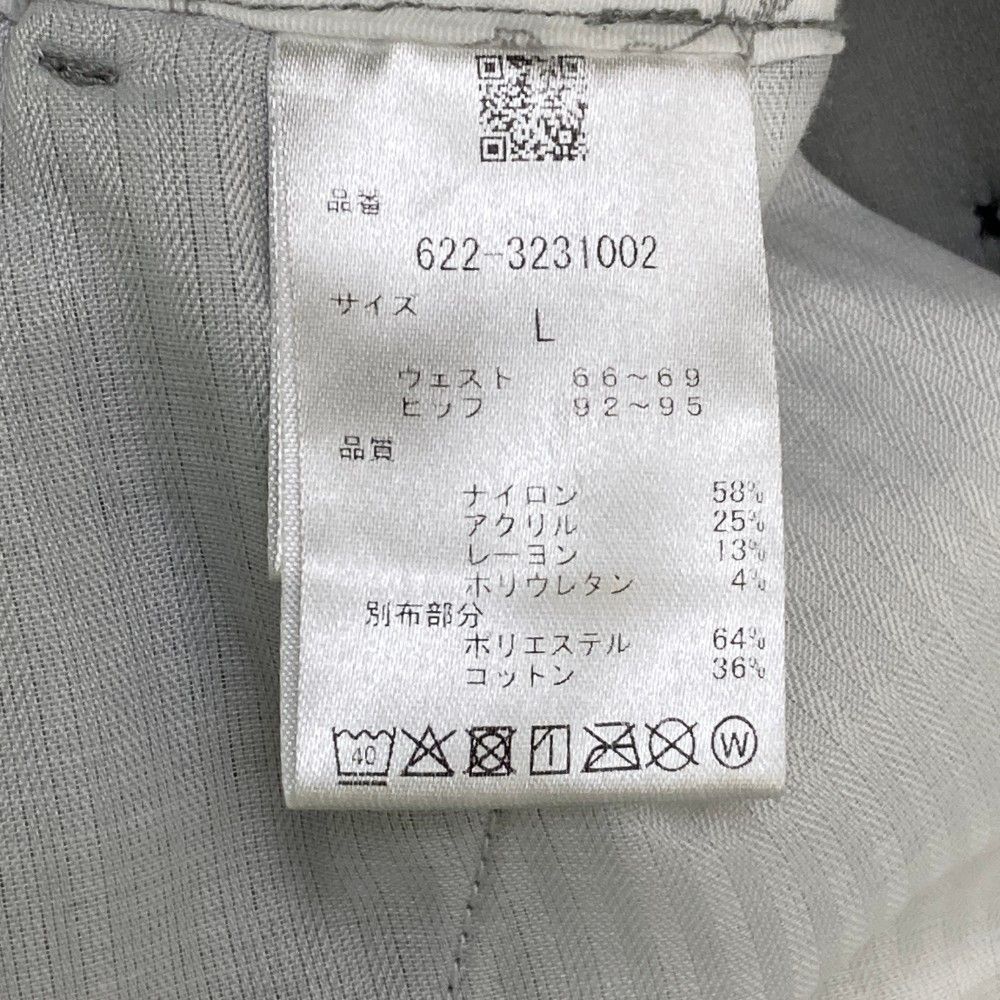 品番
622-3231002
サイズ
L
ウェスト 66~69
ヒップ 92~95
品質
ナイロン 58%
アクリル 25%
レーヨン 13%
ポリウレタン 4%
別布部分
ポリエステル 64%
コットン 36%
40
W